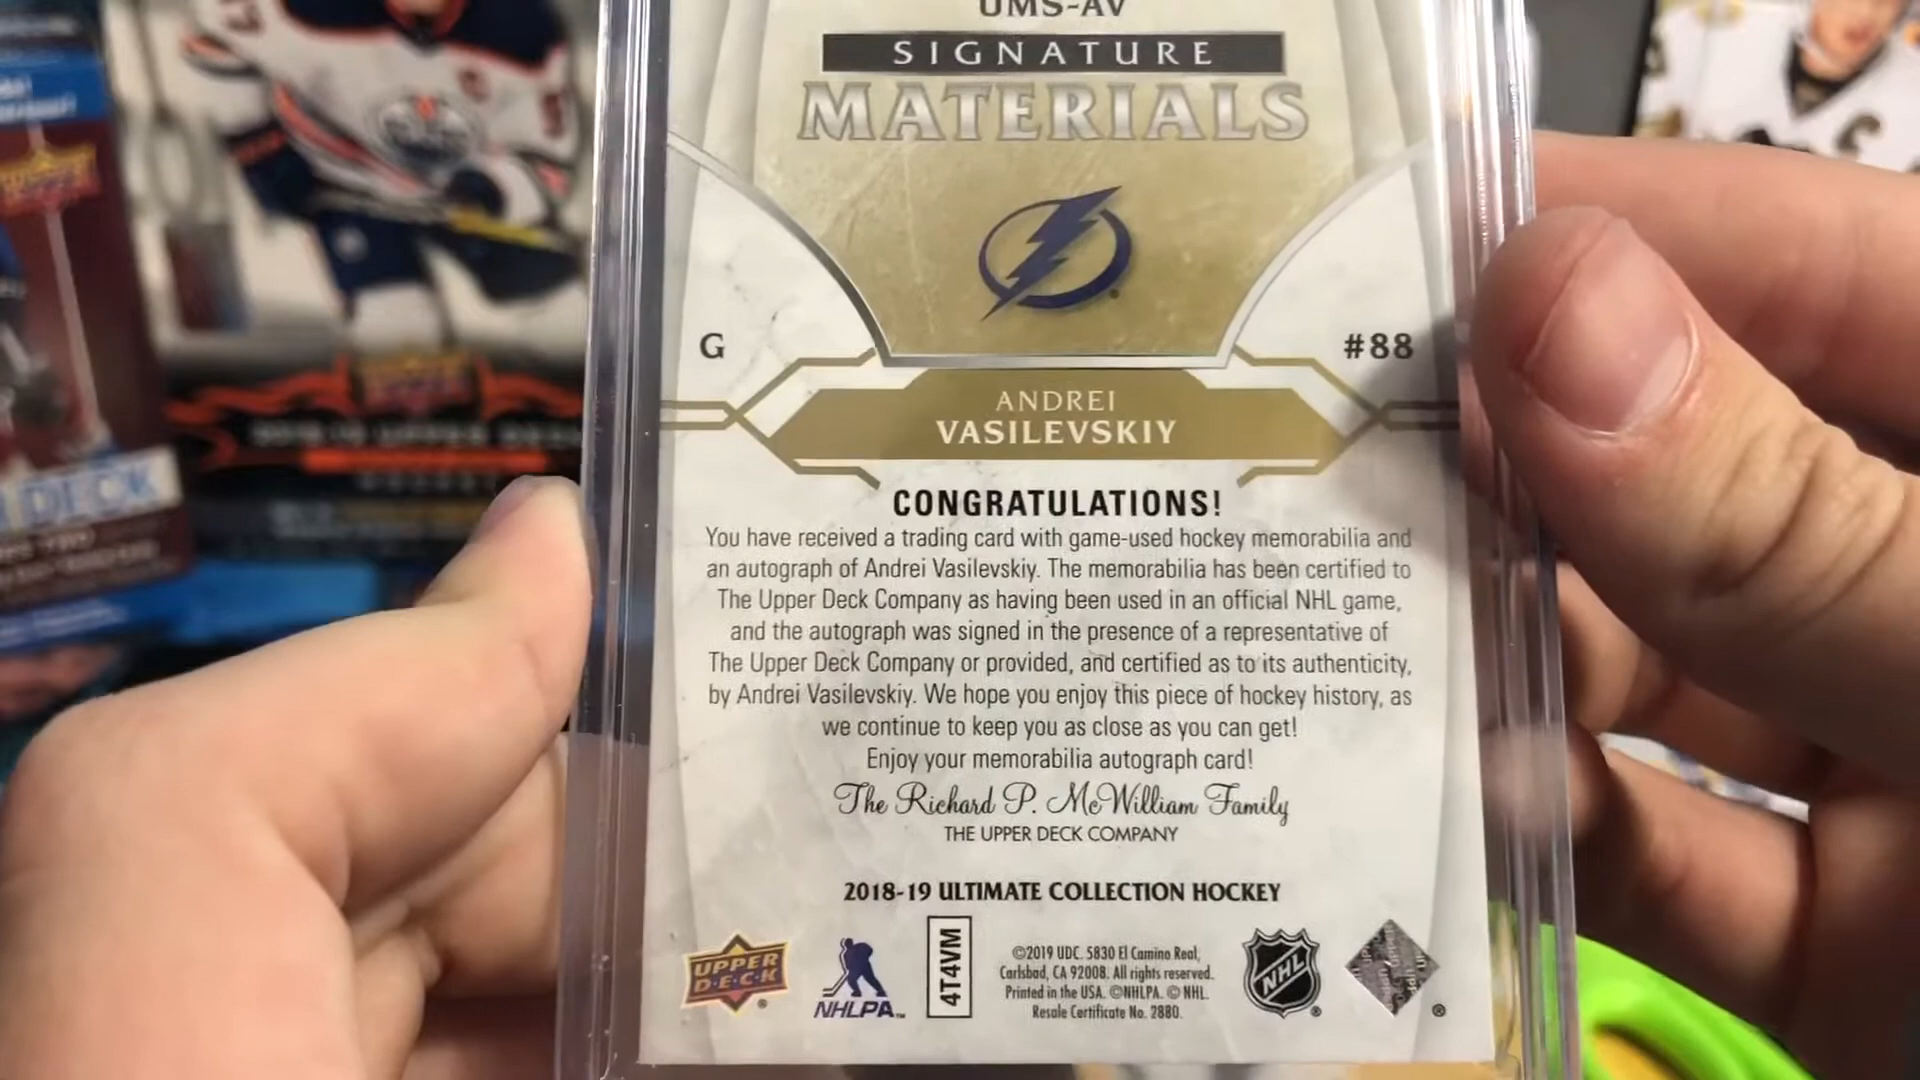 UMS-AV
SIGNATURE
MATERIALS
G
#88
ANDREI
VASILEVSKIY
CONGRATULATIONS!
You have received a trading card with game-used hockey memorabilia and
an autograph of Andrei Vasilevskiy. The memorabilia has been certified to
The Upper Deck Company as having been used in an official NHL game,
and the autograph was signed in the presence of a representative of
The Upper Deck Company or provided, and certified as to its authenticity,
by Andrei Vasilevskiy. We hope you enjoy this piece of hockey history, as
we continue to keep you as close as you can get!
Enjoy your memorabilia autograph card!
The Richard P. McWilliam Family
THE UPPER DECK COMPANY
2018-19 ULTIMATE COLLECTION HOCKEY
UPPER
D·E·C·K
NHLPA
4T4VM
©2019 UDC. 5830 El Camino Real,
Carlsbad, CA 92008. All rights reserved.
Printed in the USA. ©NHLPA. © NHL.
Resale Certificate No. 2880.
NHL
DECK
C